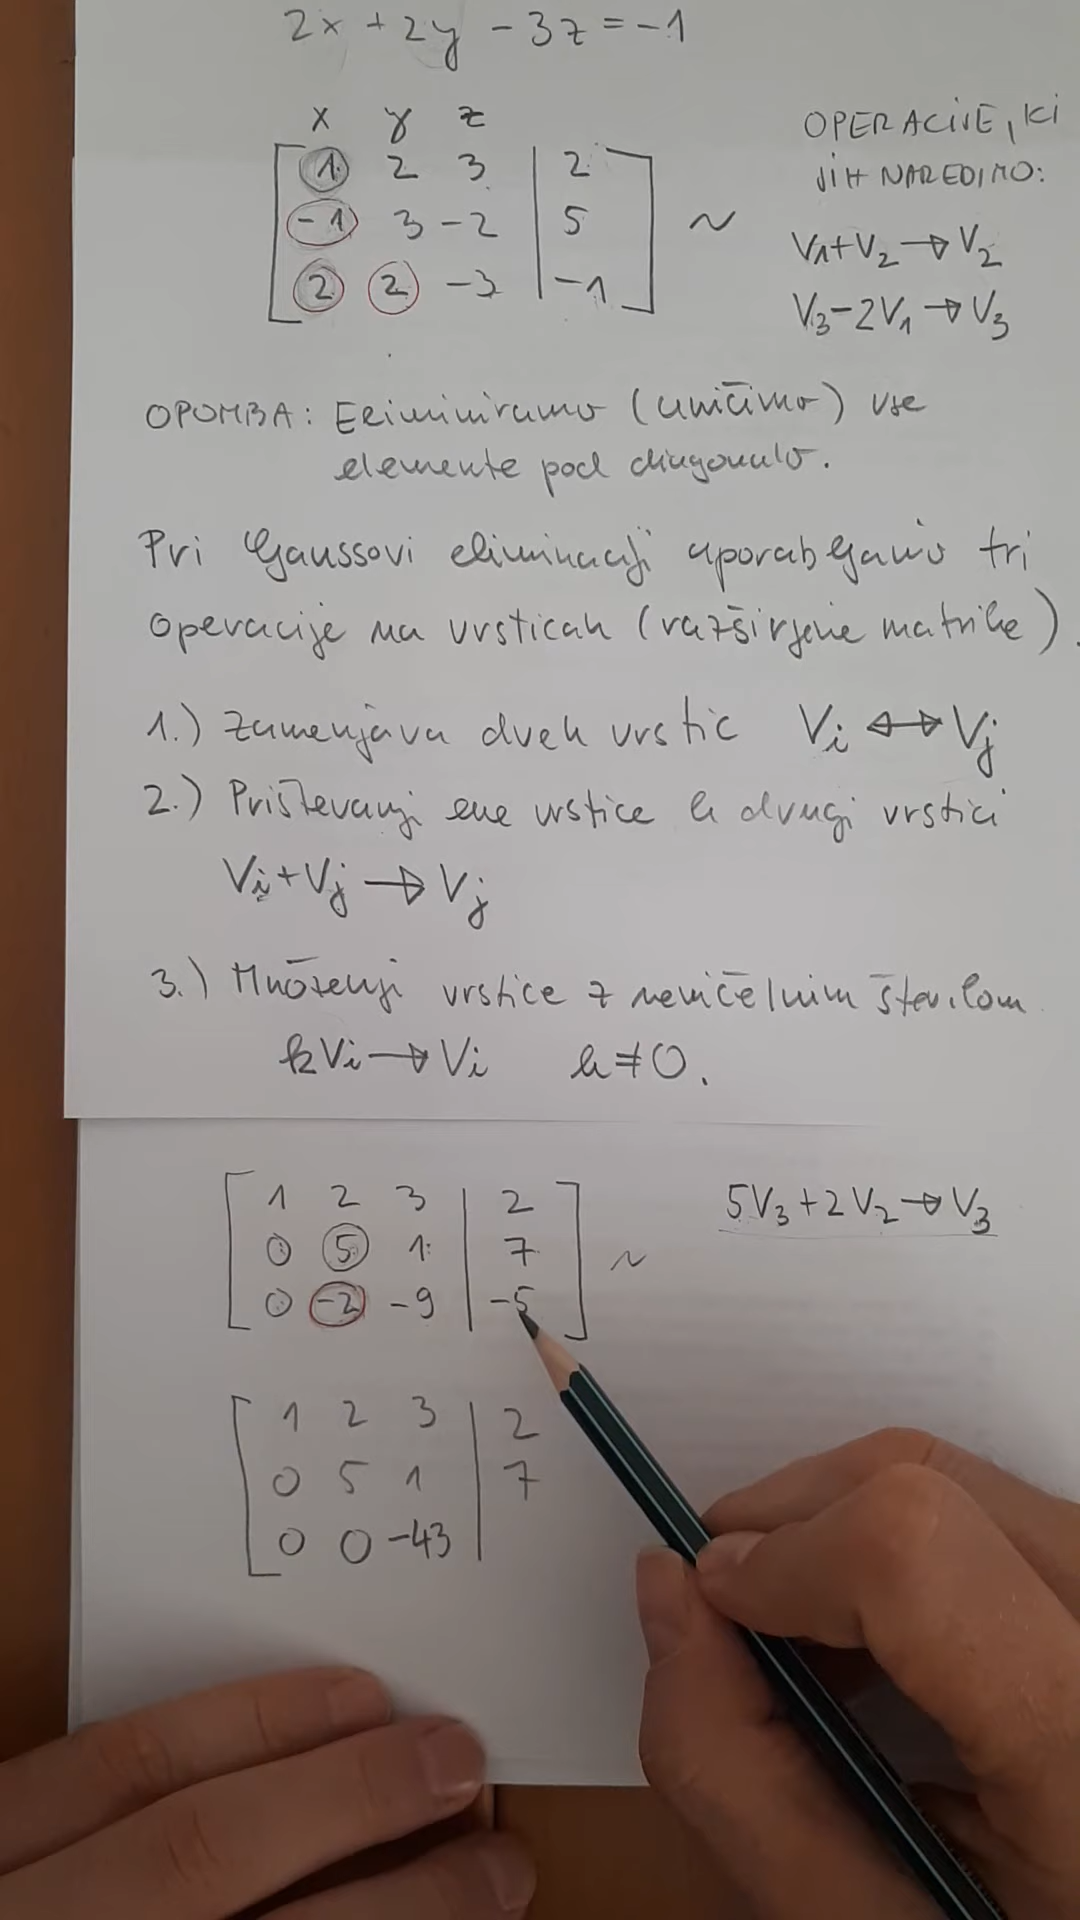 2x + 2y - 3z = -1
x y z
1 2 3 | 2
-1 3 -2 | 5 ~
2 2 -3 | -1
OPERACIJE, KI
JIH NAREDIMO:
V₁+V₂→V₂
V₃-2V₁→V₃
OPOMBA: Eliminiramo (uničimo) vse
elemente pod diagonalo.
Pri Gaussovi eliminaciji uporabljamo tri
operacije na vrsticah (razširjene matrike).
1.) Zamenjava dveh vrstic Vi ↔ Vj
2.) Prištevanje ene vrstice k drugi vrstici
Vi+Vj → Vj
3.) Množenje vrstice z neničelnim številom
kVi → Vi k≠0.
1 2 3 | 2
0 5 1 | 7 ~
0 -2 -9 | -5
5V₃+2V₂→V₃
1 2 3 | 2
0 5 1 | 7
0 0 -43 |